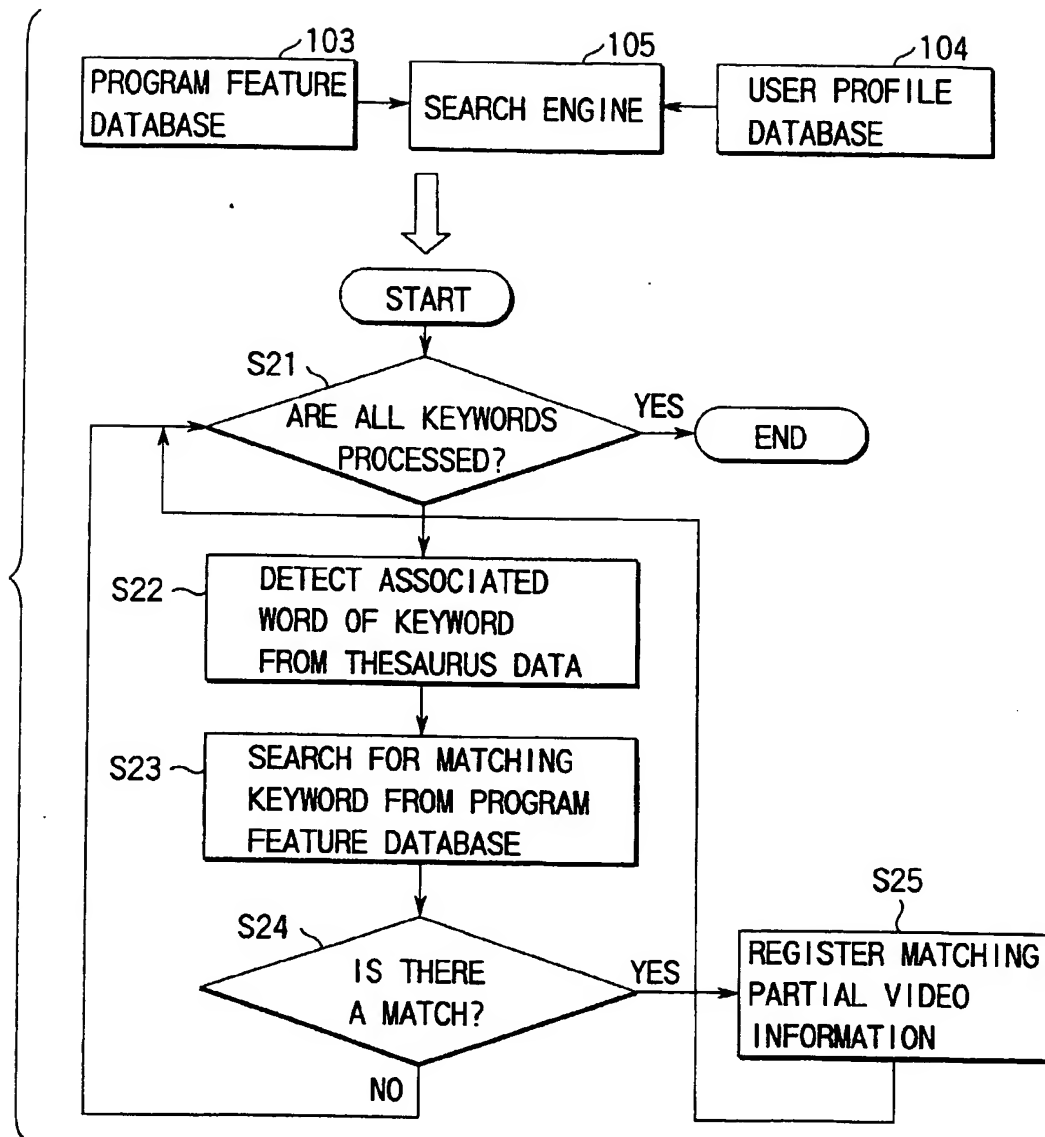 103
PROGRAM FEATURE
DATABASE
105
SEARCH ENGINE
104
USER PROFILE
DATABASE
START
S21
ARE ALL KEYWORDS
PROCESSED?
YES
END
S22
DETECT ASSOCIATED
WORD OF KEYWORD
FROM THESAURUS DATA
S23
SEARCH FOR MATCHING
KEYWORD FROM PROGRAM
FEATURE DATABASE
S24
IS THERE
A MATCH?
YES
NO
S25
REGISTER MATCHING
PARTIAL VIDEO
INFORMATION